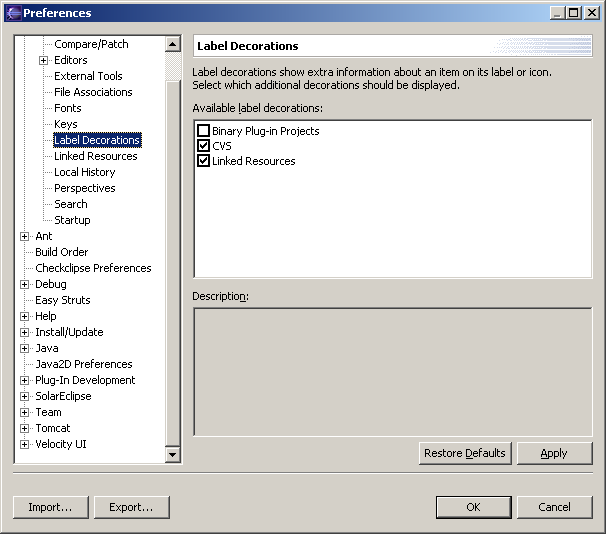 Preferences
Compare/Patch
Editors
External Tools
File Associations
Fonts
Keys
Label Decorations
Linked Resources
Local History
Perspectives
Search
Startup
Ant
Build Order
Checkclipse Preferences
Debug
Easy Struts
Help
Install/Update
Java
Java2D Preferences
Plug-In Development
SolarEclipse
Team
Tomcat
Velocity UI
Label Decorations
Label decorations show extra information about an item on its label or icon.
Select which additional decorations should be displayed.
Available label decorations:
Binary Plug-in Projects
CVS
Linked Resources
Description:
Restore Defaults
Apply
Import...
Export...
OK
Cancel